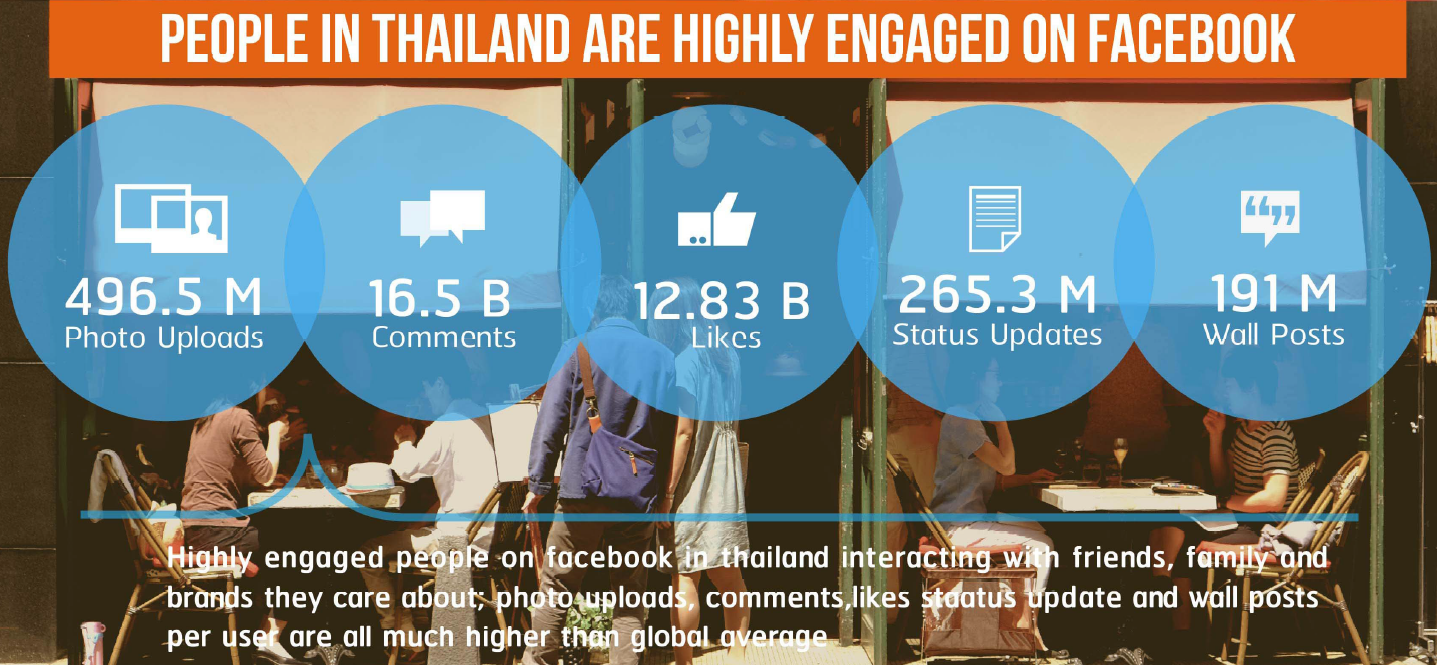 PEOPLE IN THAILAND ARE HIGHLY ENGAGED ON FACEBOOK
496.5 M
Photo Uploads
16.5 B
Comments
12.83 B
Likes
265.3 M
Status Updates
191 M
Wall Posts
Highly engaged people on facebook in thailand interacting with friends, family and
brands they care about; photo uploads, comments,likes staatus update and wall posts
per user are all much higher than global average